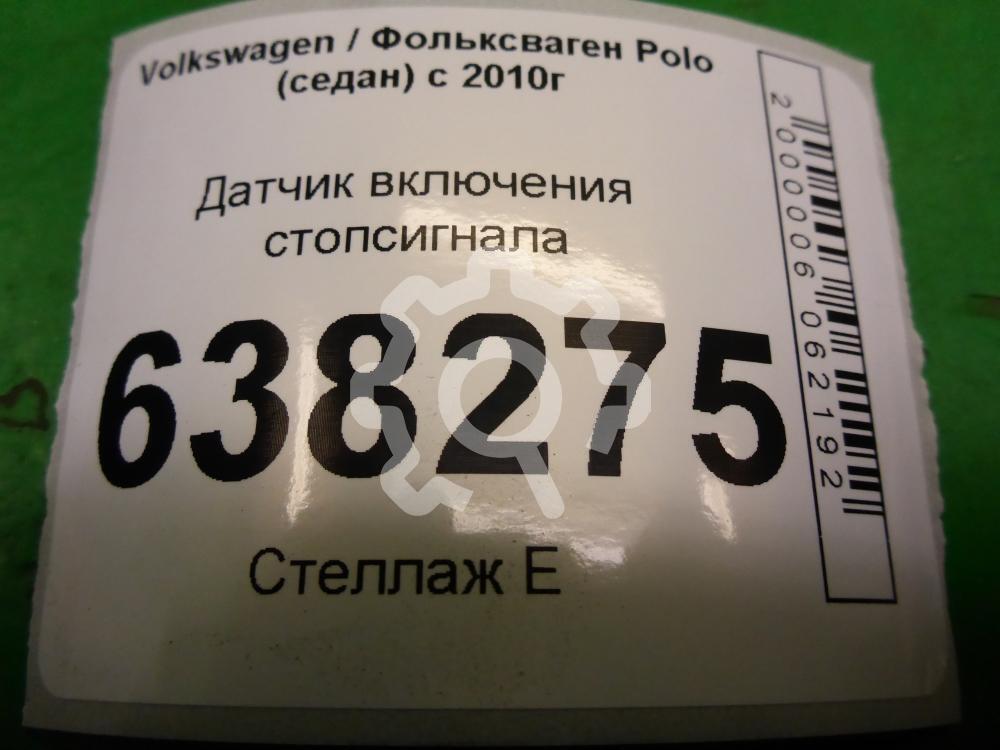 Volkswagen / Фольксваген Polo
(седан) с 2010г
Датчик включения
стопсигнала
638275
Стеллаж Е
2000006062192